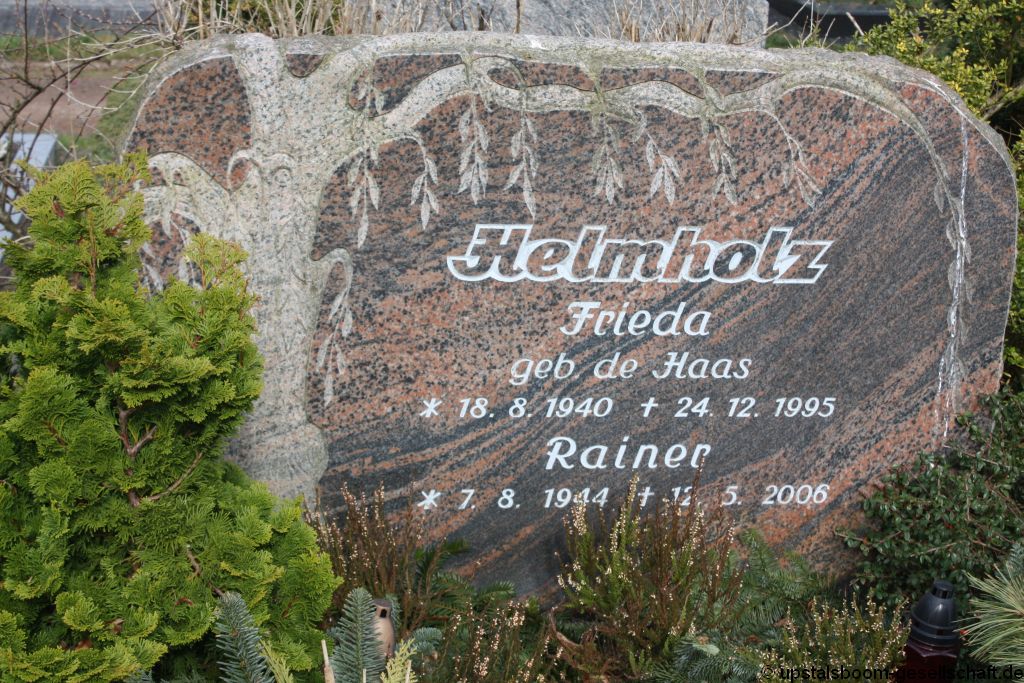 Helmholz
Frieda
geb de Haas
* 18. 8. 1940 † 24. 12. 1995
Rainer
* 7. 8. 1944 † 12. 5. 2006
© upstalsboom-gesellschaft.de